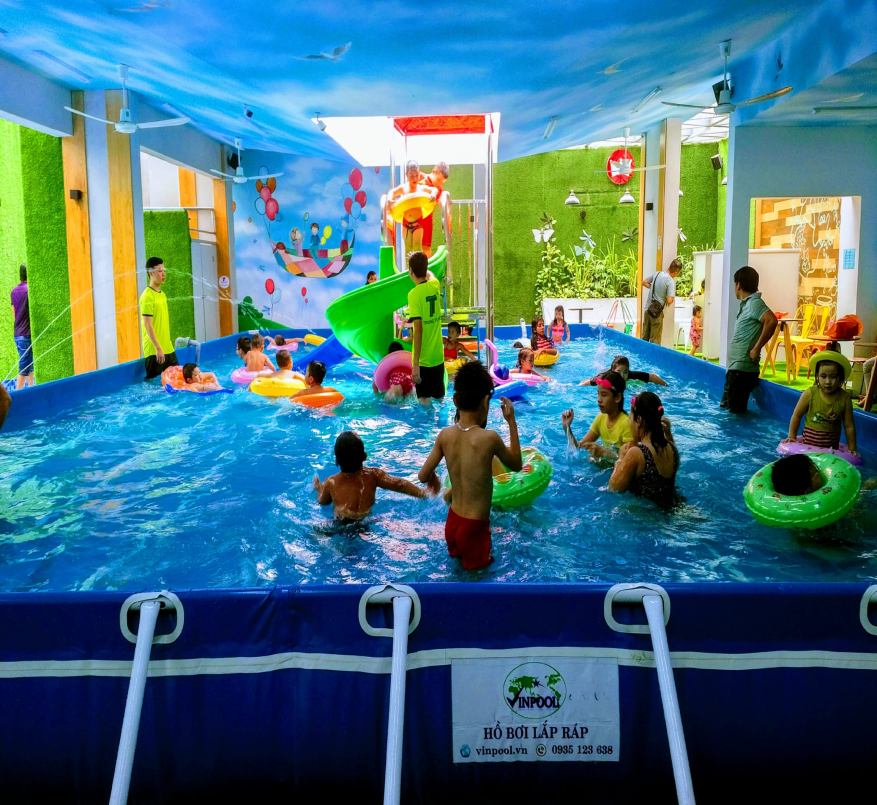 T
VINPOOL
HỒ BƠI LẮP RÁP
vinpool.vn 0935 123 638